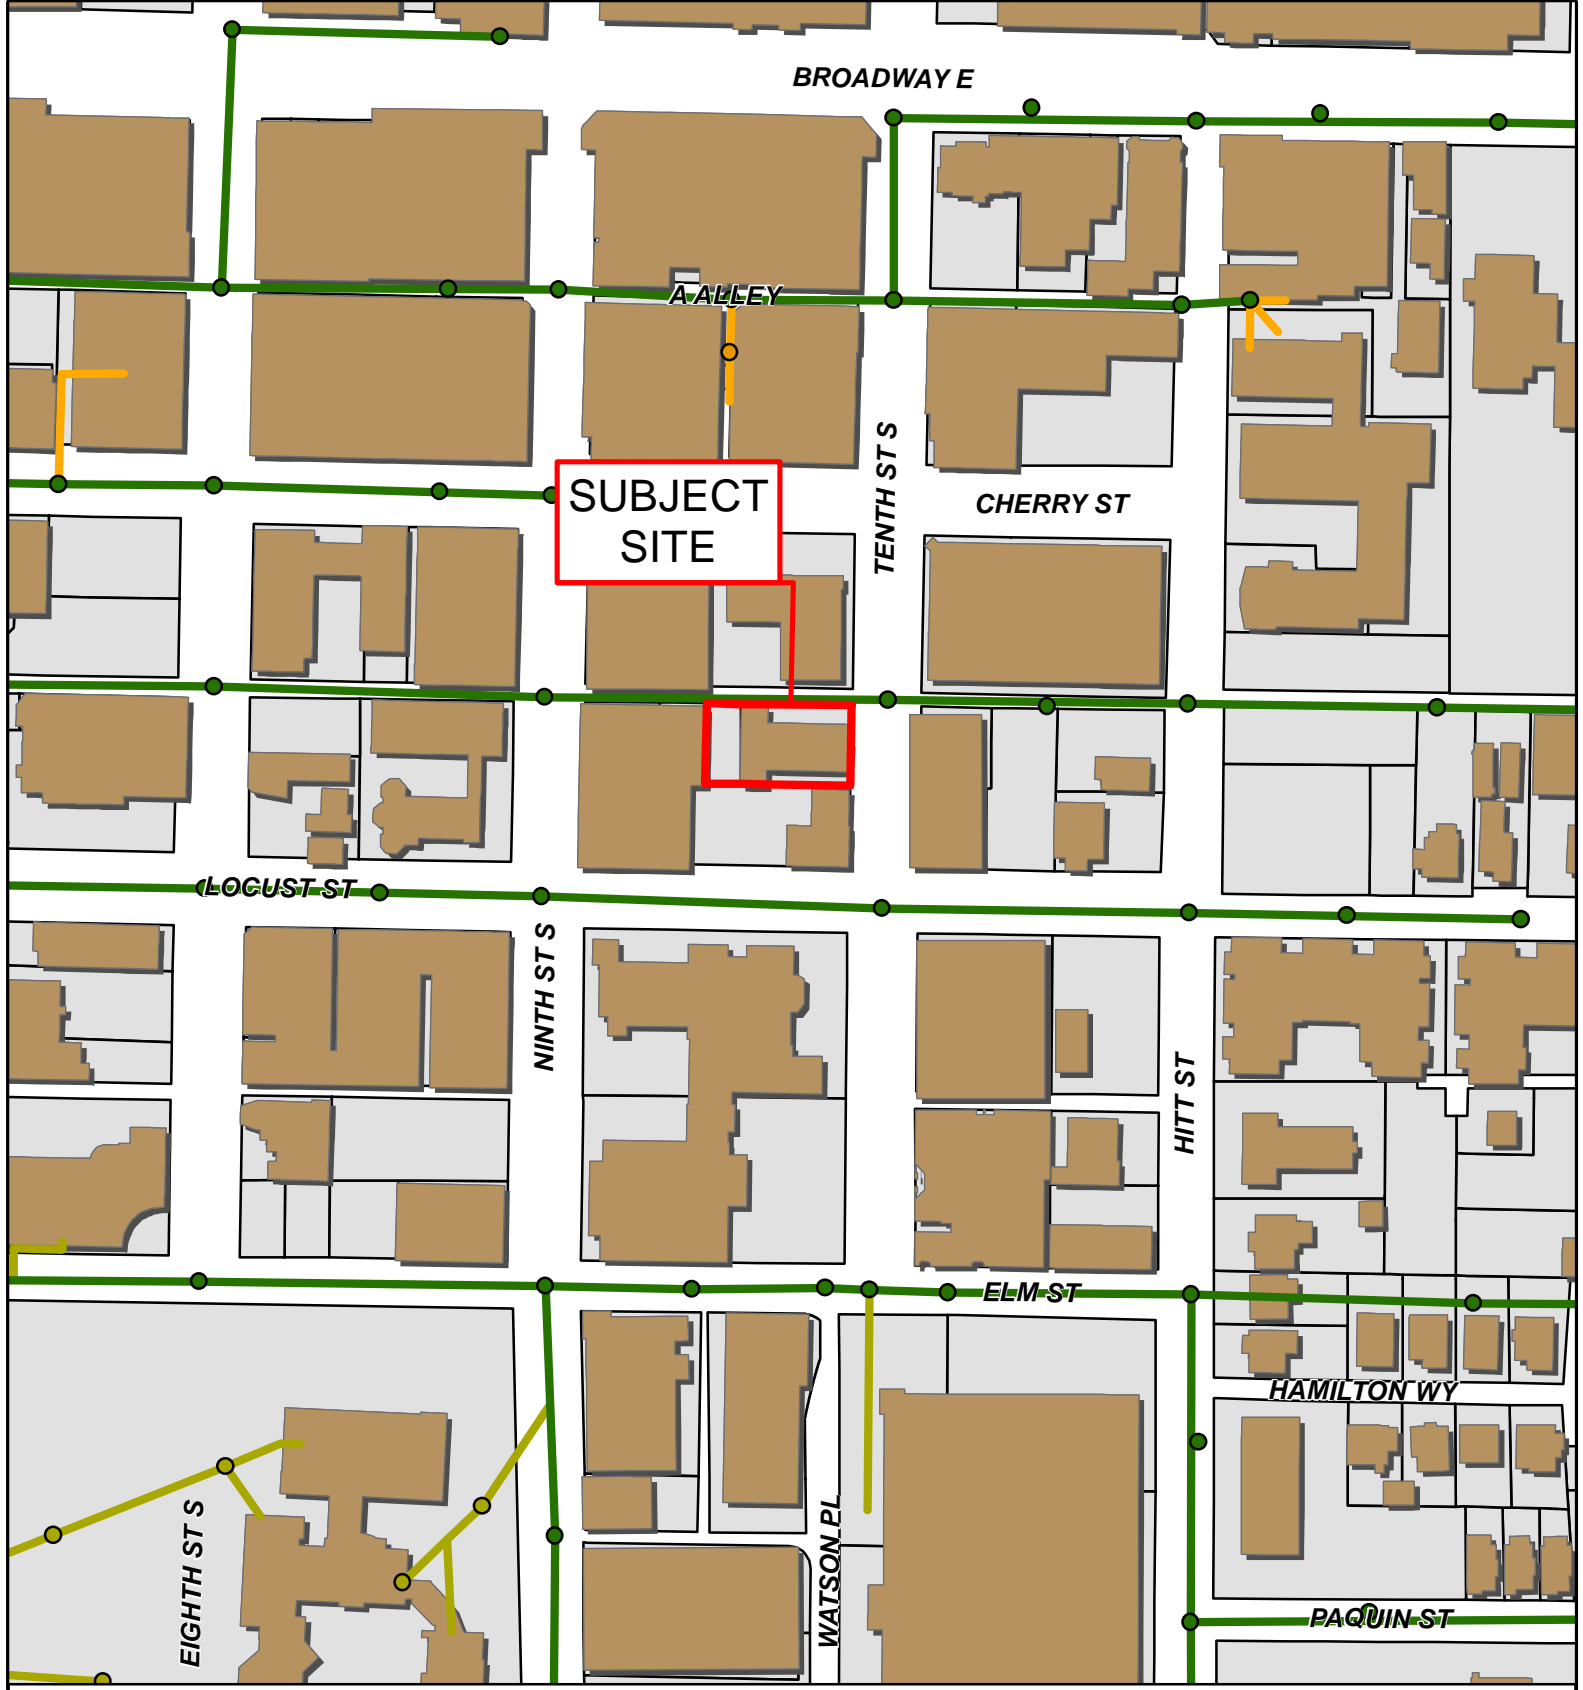 BROADWAY E
A ALLEY
TENTH ST S
SUBJECT
SITE
CHERRY ST
LOCUST ST
NINTH ST S
HITT ST
ELM ST
HAMILTON WY
EIGHTH ST S
WATSON PL
PAQUIN ST